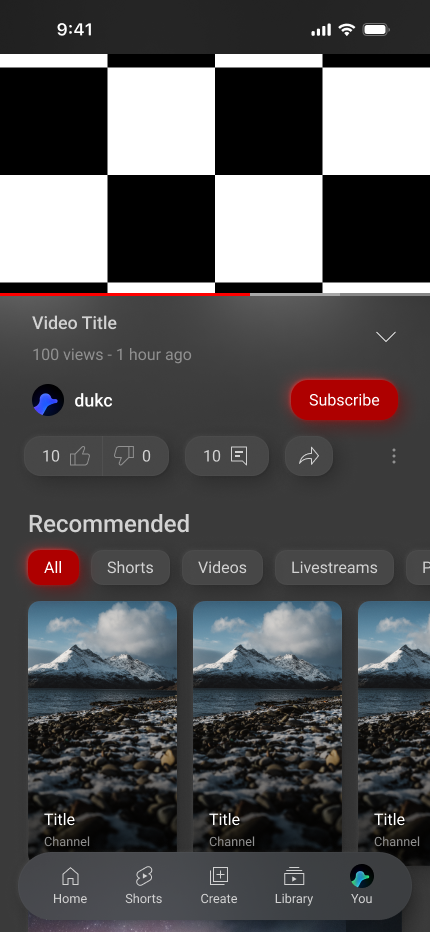 9:41
Video Title
100 views - 1 hour ago
dukc
Subscribe
10 0 10
Recommended
All Shorts Videos Livestreams P
Title Title Title
Channel Channel Channel
Home Shorts Create Library You